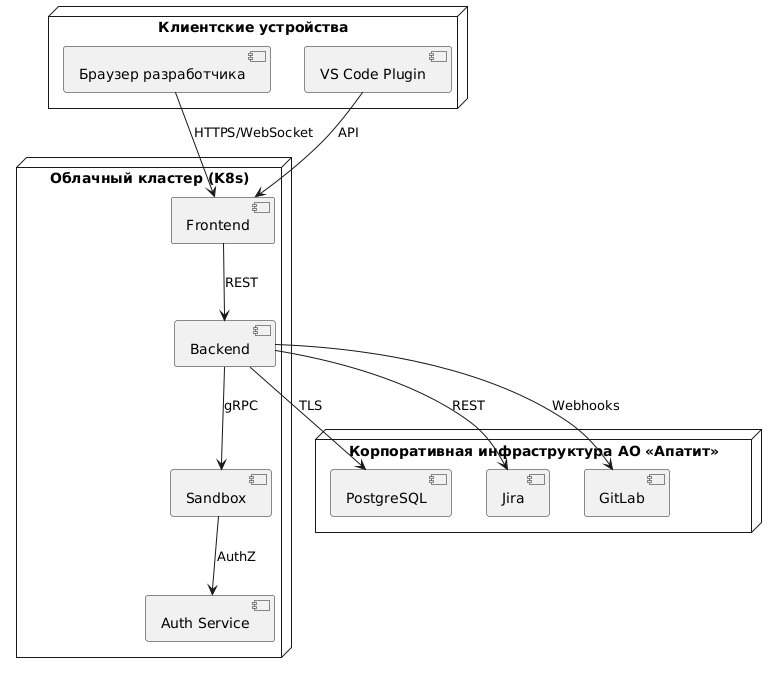 Клиентские устройства
Браузер разработчика
VS Code Plugin
HTTPS/WebSocket
API
Облачный кластер (K8s)
Frontend
REST
Backend
gRPC
TLS
REST
Webhooks
Корпоративная инфраструктура АО «Апатит»
Sandbox
PostgreSQL
Jira
GitLab
AuthZ
Auth Service